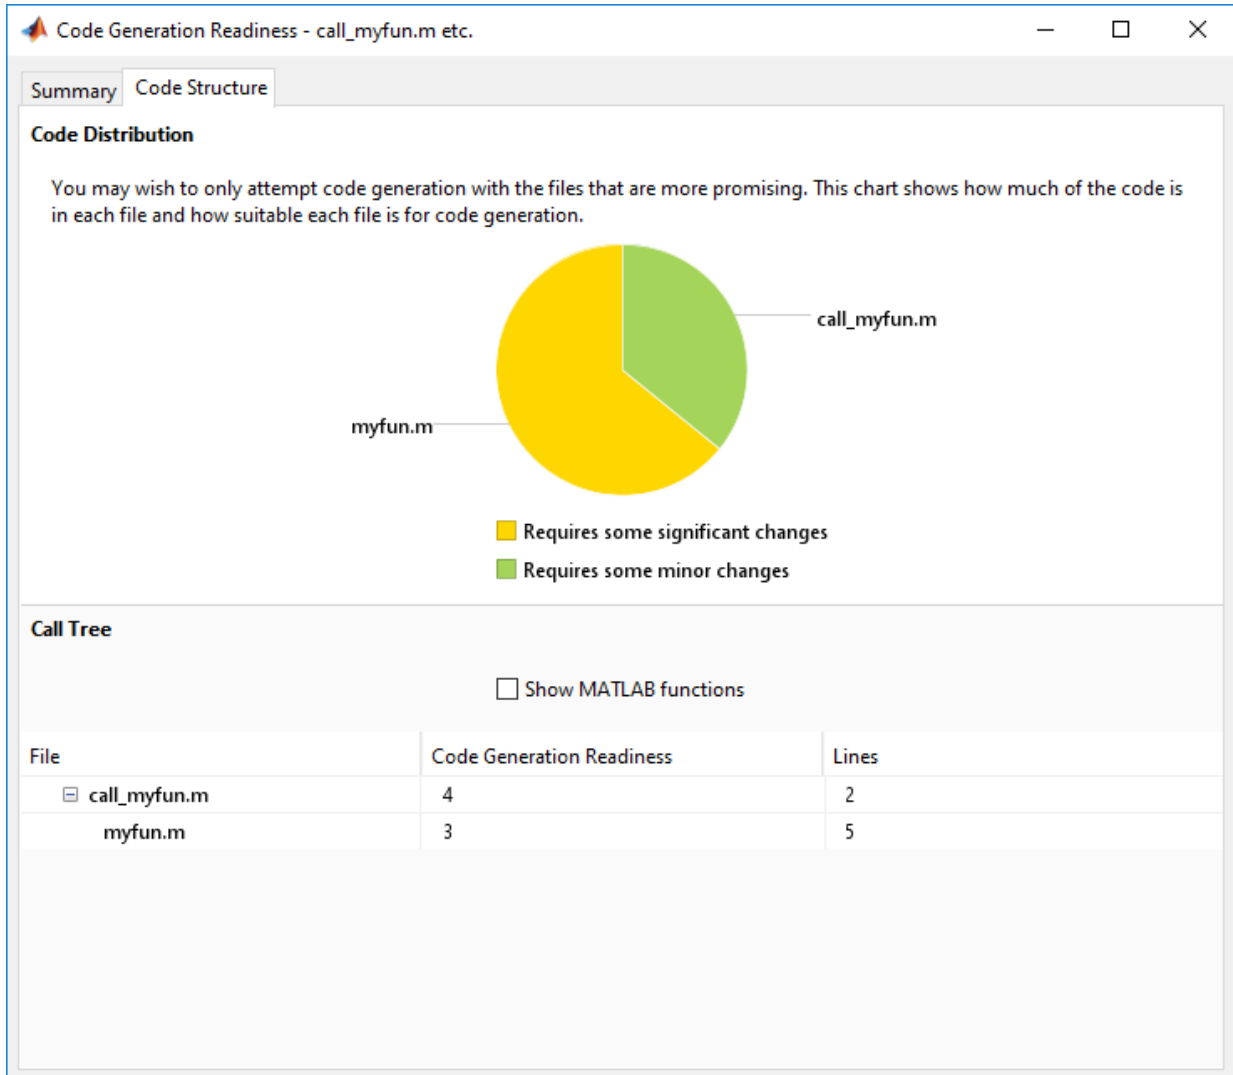 Code Generation Readiness - call_myfun.m etc.
Summary Code Structure
Code Distribution
You may wish to only attempt code generation with the files that are more promising. This chart shows how much of the code is
in each file and how suitable each file is for code generation.
call_myfun.m
myfun.m
Requires some significant changes
Requires some minor changes
Call Tree
Show MATLAB functions
File Code Generation Readiness Lines
call_myfun.m 4 2
myfun.m 3 5